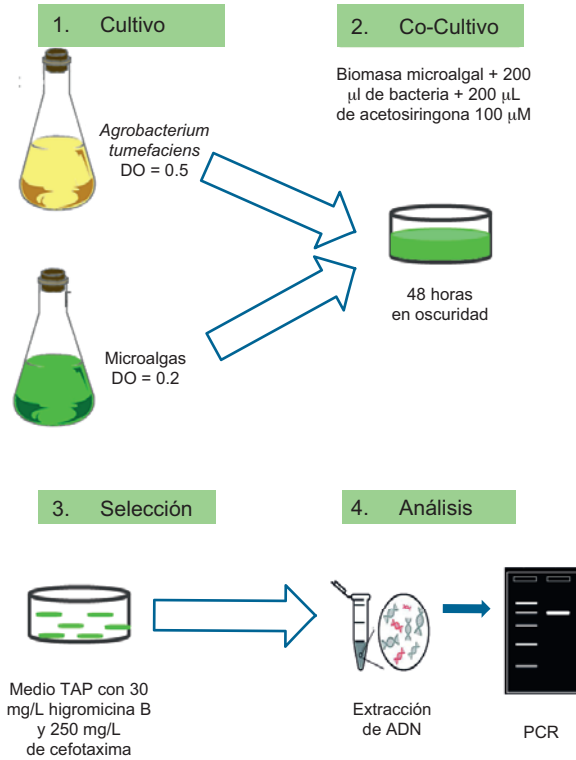 1. Cultivo
Agrobacterium
tumefaciens
DO = 0.5
Microalgas
DO = 0.2
2. Co-Cultivo
Biomasa microalgal + 200
µl de bacteria + 200 µL
de acetosiringona 100 µM
48 horas
en oscuridad
3. Selección
Medio TAP con 30
mg/L higromicina B
y 250 mg/L
de cefotaxima
4. Análisis
Extracción
de ADN
PCR